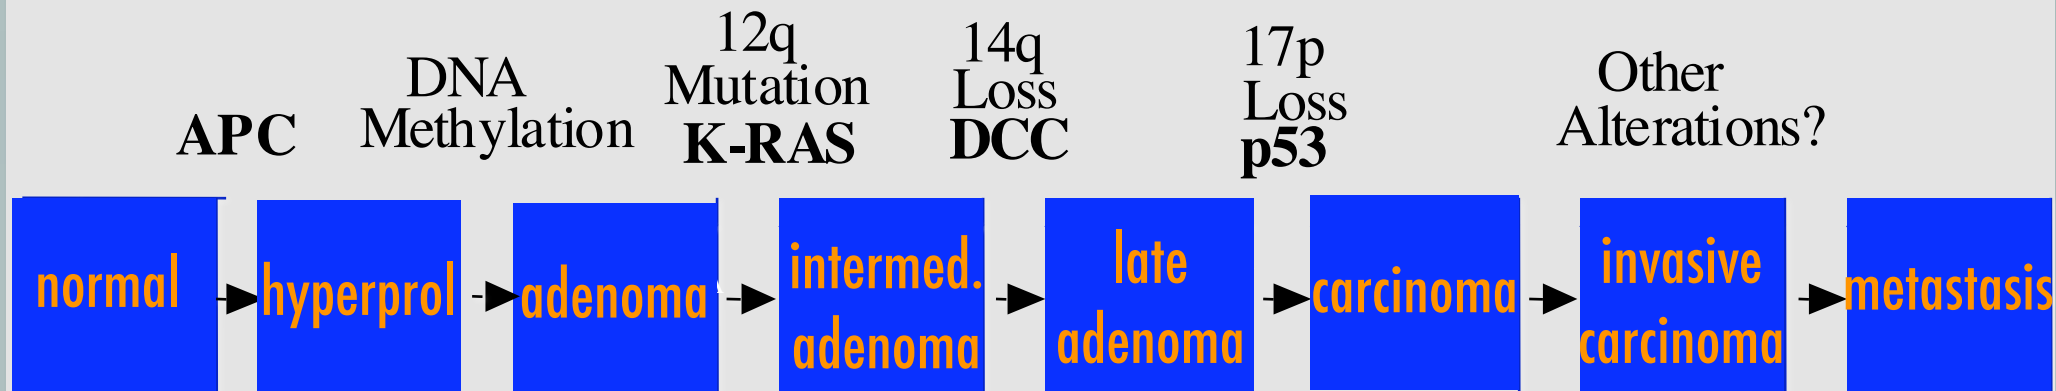 APC
DNA
Methylation
12q
Mutation
K-RAS
14q
Loss
DCC
17p
Loss
p53
Other
Alterations?
normal
hyperprol
adenoma
intermed.
adenoma
late
adenoma
carcinoma
invasive
carcinoma
metastasis